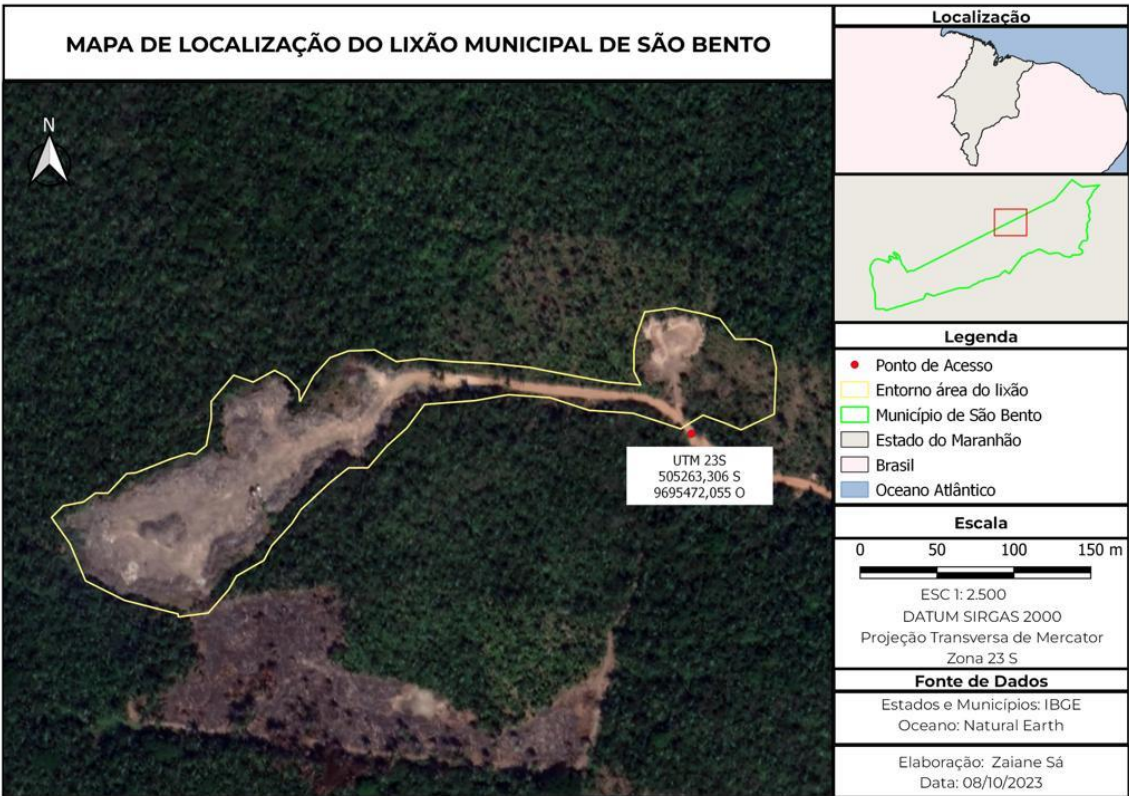 MAPA DE LOCALIZAÇÃO DO LIXÃO MUNICIPAL DE SÃO BENTO
N
UTM 23S
505263,306 S
9695472,055 O
Localização
Legenda
Ponto de Acesso
Entorno área do lixão
Município de São Bento
Estado do Maranhão
Brasil
Oceano Atlântico
Escala
0 50 100 150 m
ESC 1: 2.500
DATUM SIRGAS 2000
Projeção Transversa de Mercator
Zona 23 S
Fonte de Dados
Estados e Municípios: IBGE
Oceano: Natural Earth
Elaboração: Zaiane Sá
Data: 08/10/2023